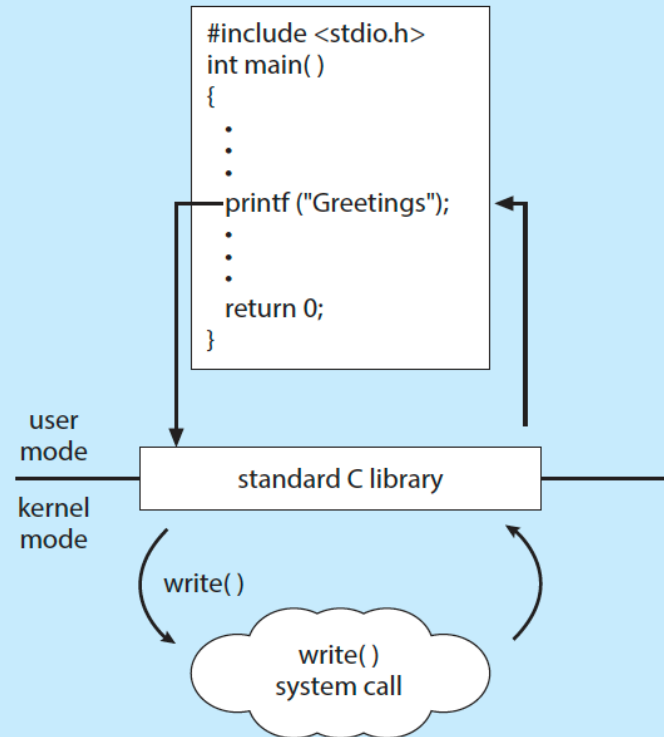 #include <stdio.h>
int main( )
{
•
•
•
printf ("Greetings");
•
•
•
return 0;
}
user
mode
standard C library
kernel
mode
write( )
write( )
system call